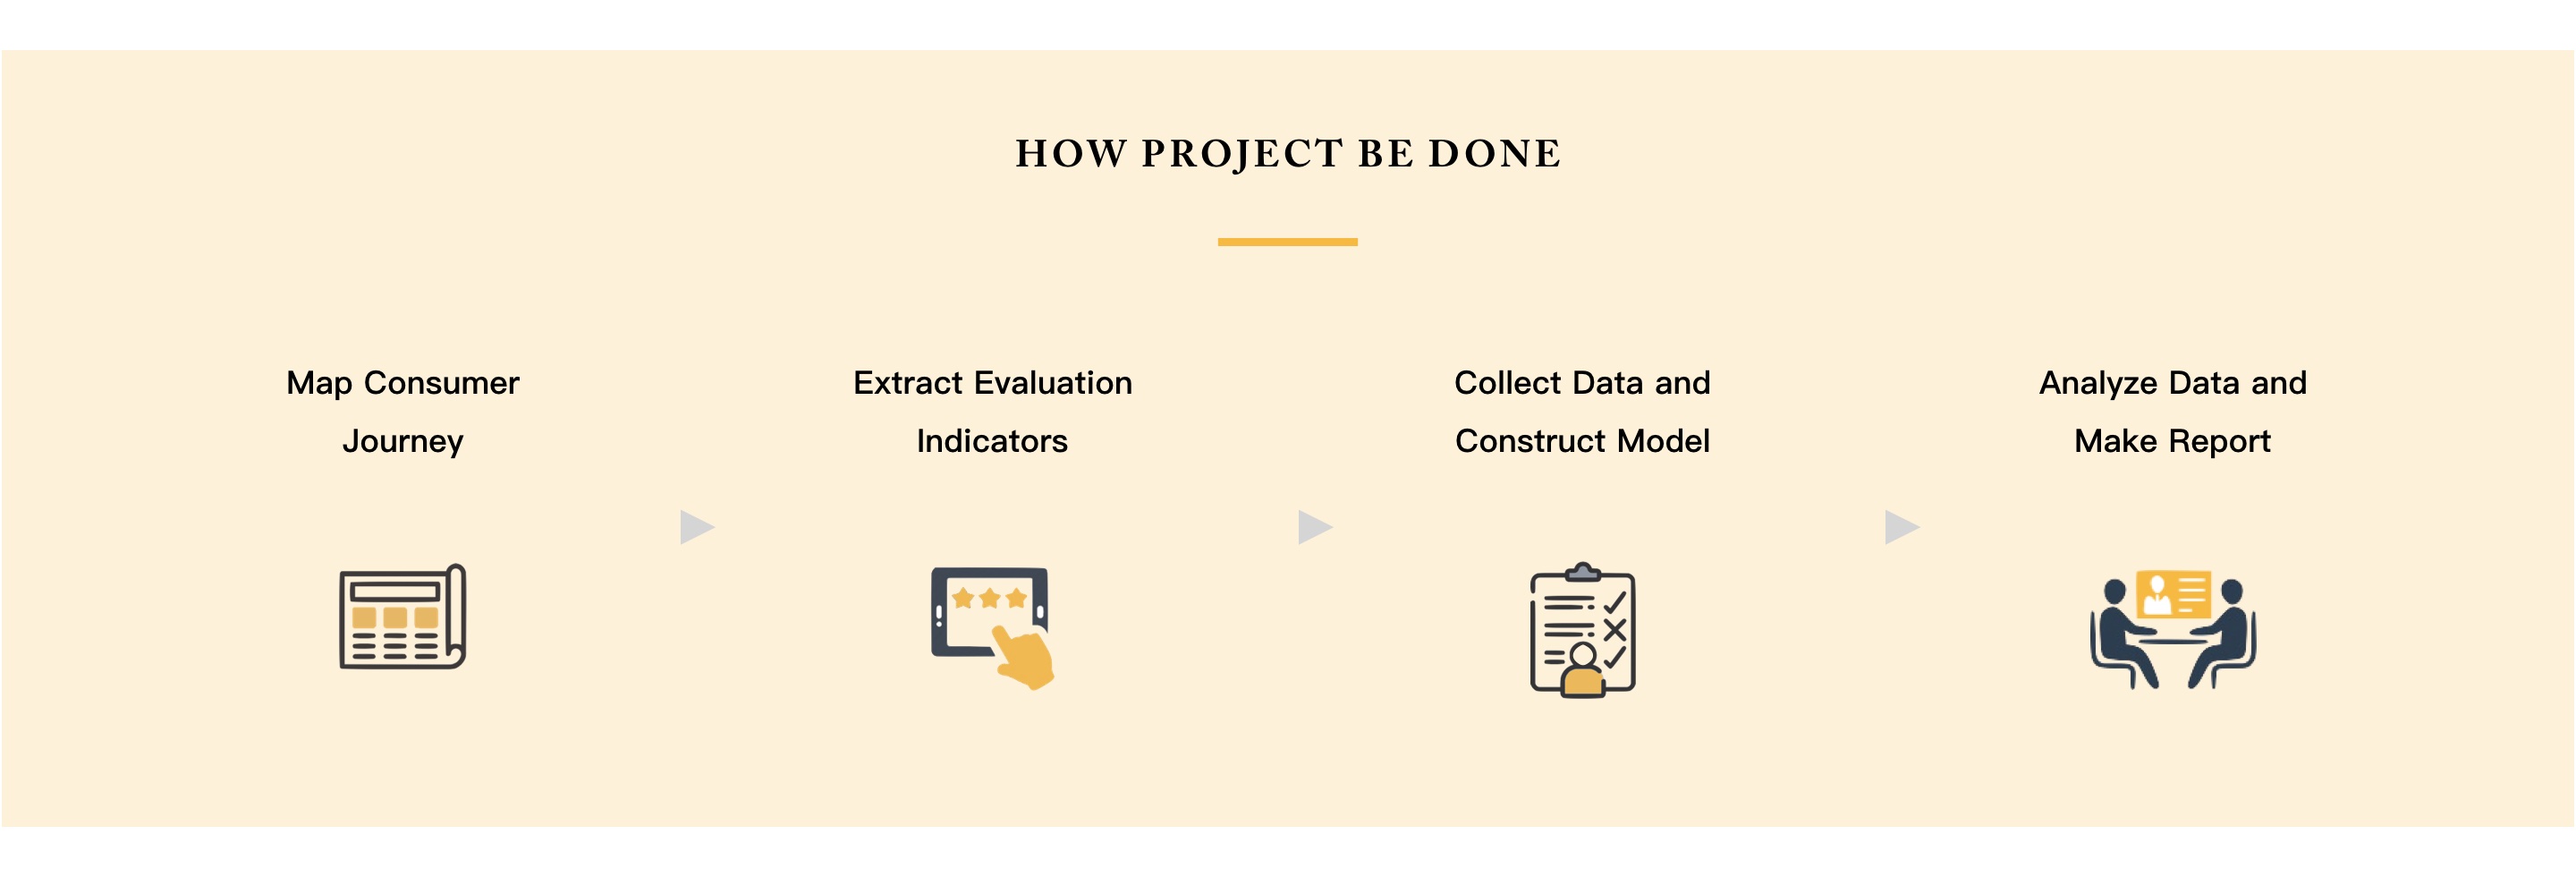 HOW PROJECT BE DONE
Map Consumer
Journey
Extract Evaluation
Indicators
Collect Data and
Construct Model
Analyze Data and
Make Report